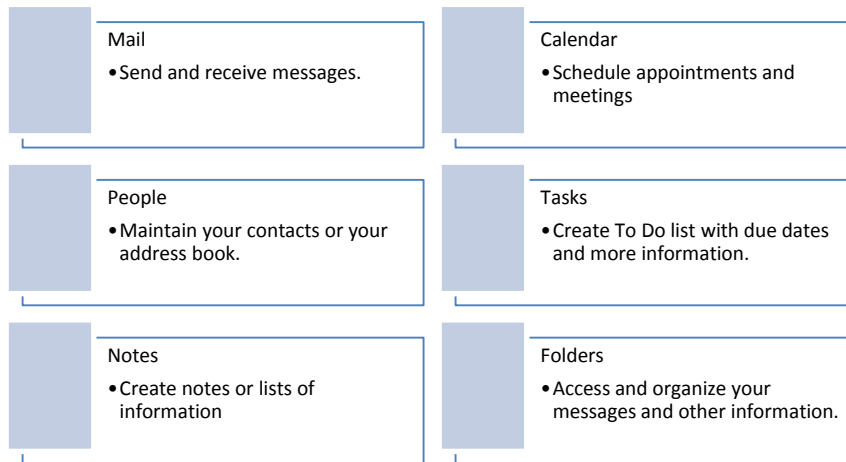 Mail
•Send and receive messages.
Calendar
•Schedule appointments and
meetings
People
•Maintain your contacts or your
address book.
Tasks
•Create To Do list with due dates
and more information.
Notes
•Create notes or lists of
information
Folders
•Access and organize your
messages and other information.